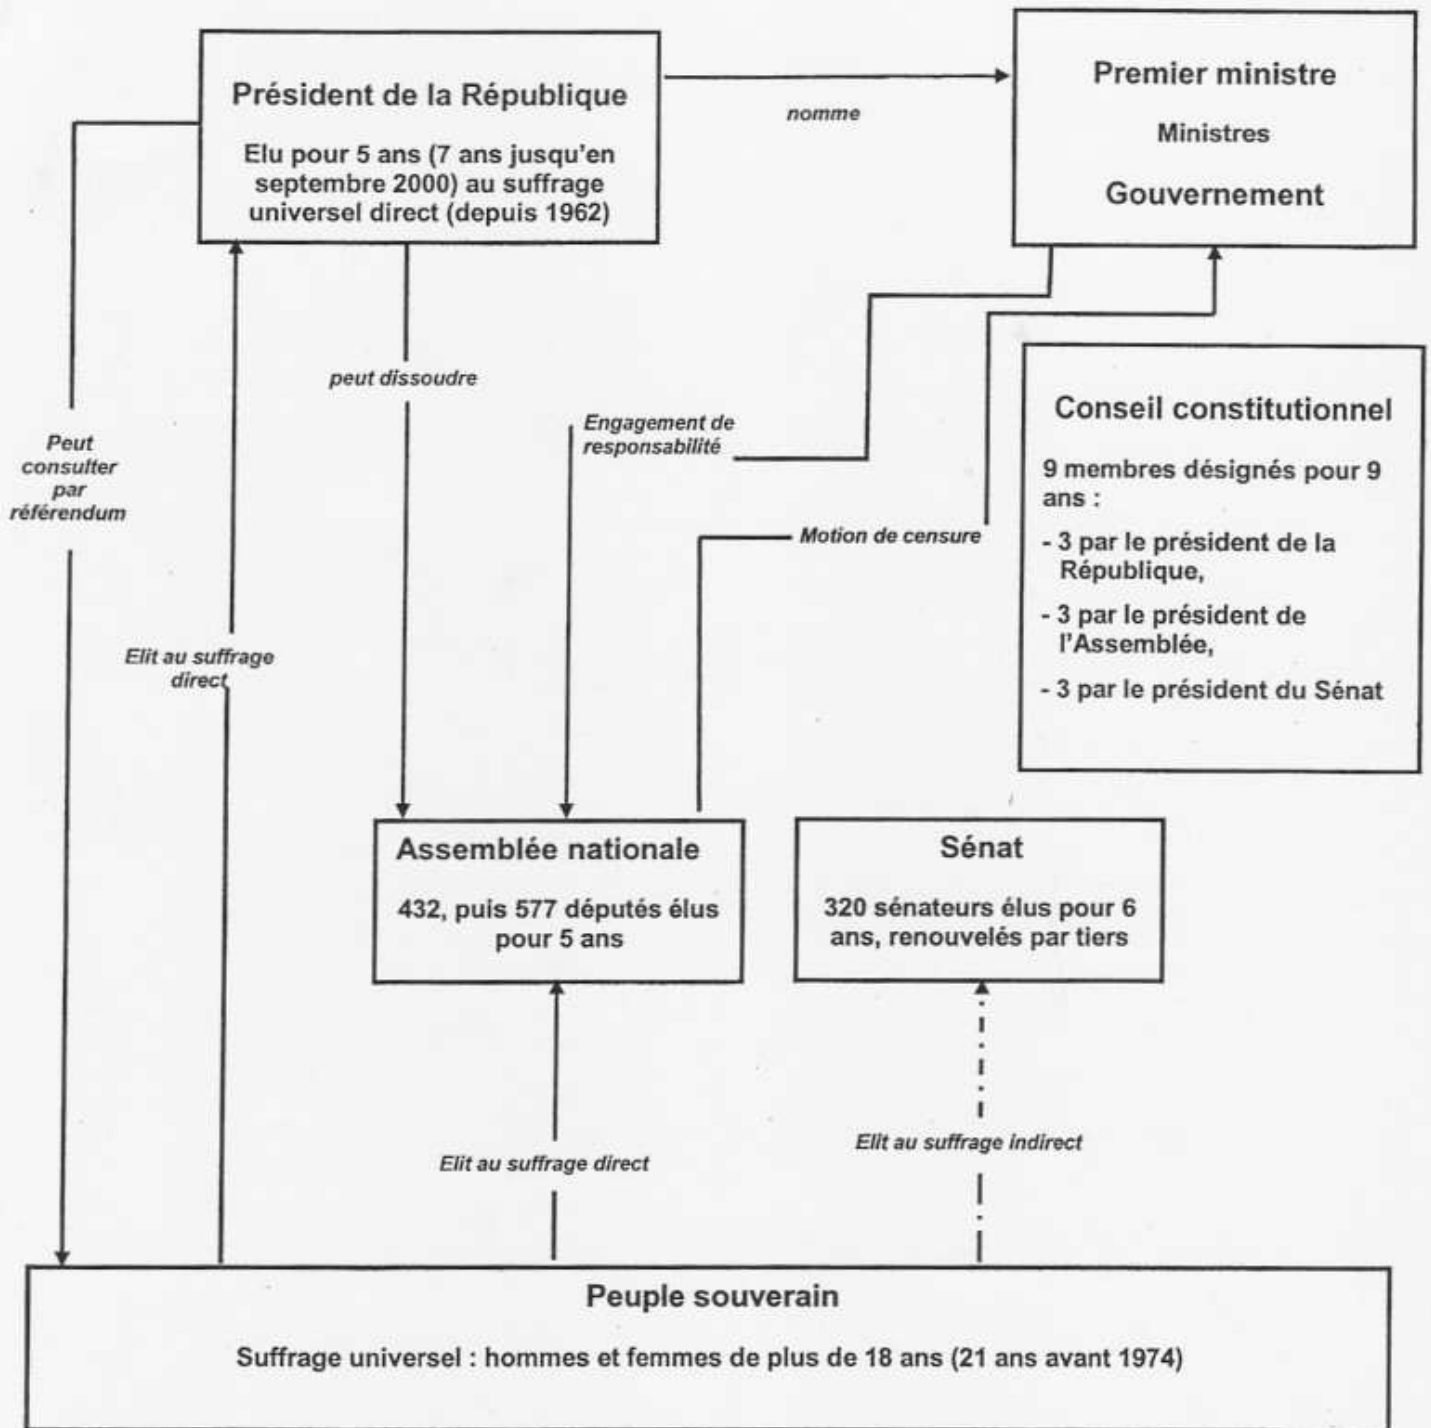 Président de la République
Elu pour 5 ans (7 ans jusqu'en
septembre 2000) au suffrage
universel direct (depuis 1962)
nomme
Premier ministre
Ministres
Gouvernement
peut dissoudre
Engagement de
responsabilité
Peut
consulter
par
référendum
Motion de censure
Conseil constitutionnel
9 membres désignés pour 9
ans :
- 3 par le président de la
République,
- 3 par le président de
l'Assemblée,
- 3 par le président du Sénat
Elit au suffrage
direct
Assemblée nationale
432, puis 577 députés élus
pour 5 ans
Sénat
320 sénateurs élus pour 6
ans, renouvelés par tiers
Elit au suffrage direct
Elit au suffrage indirect
Peuple souverain
Suffrage universel : hommes et femmes de plus de 18 ans (21 ans avant 1974)